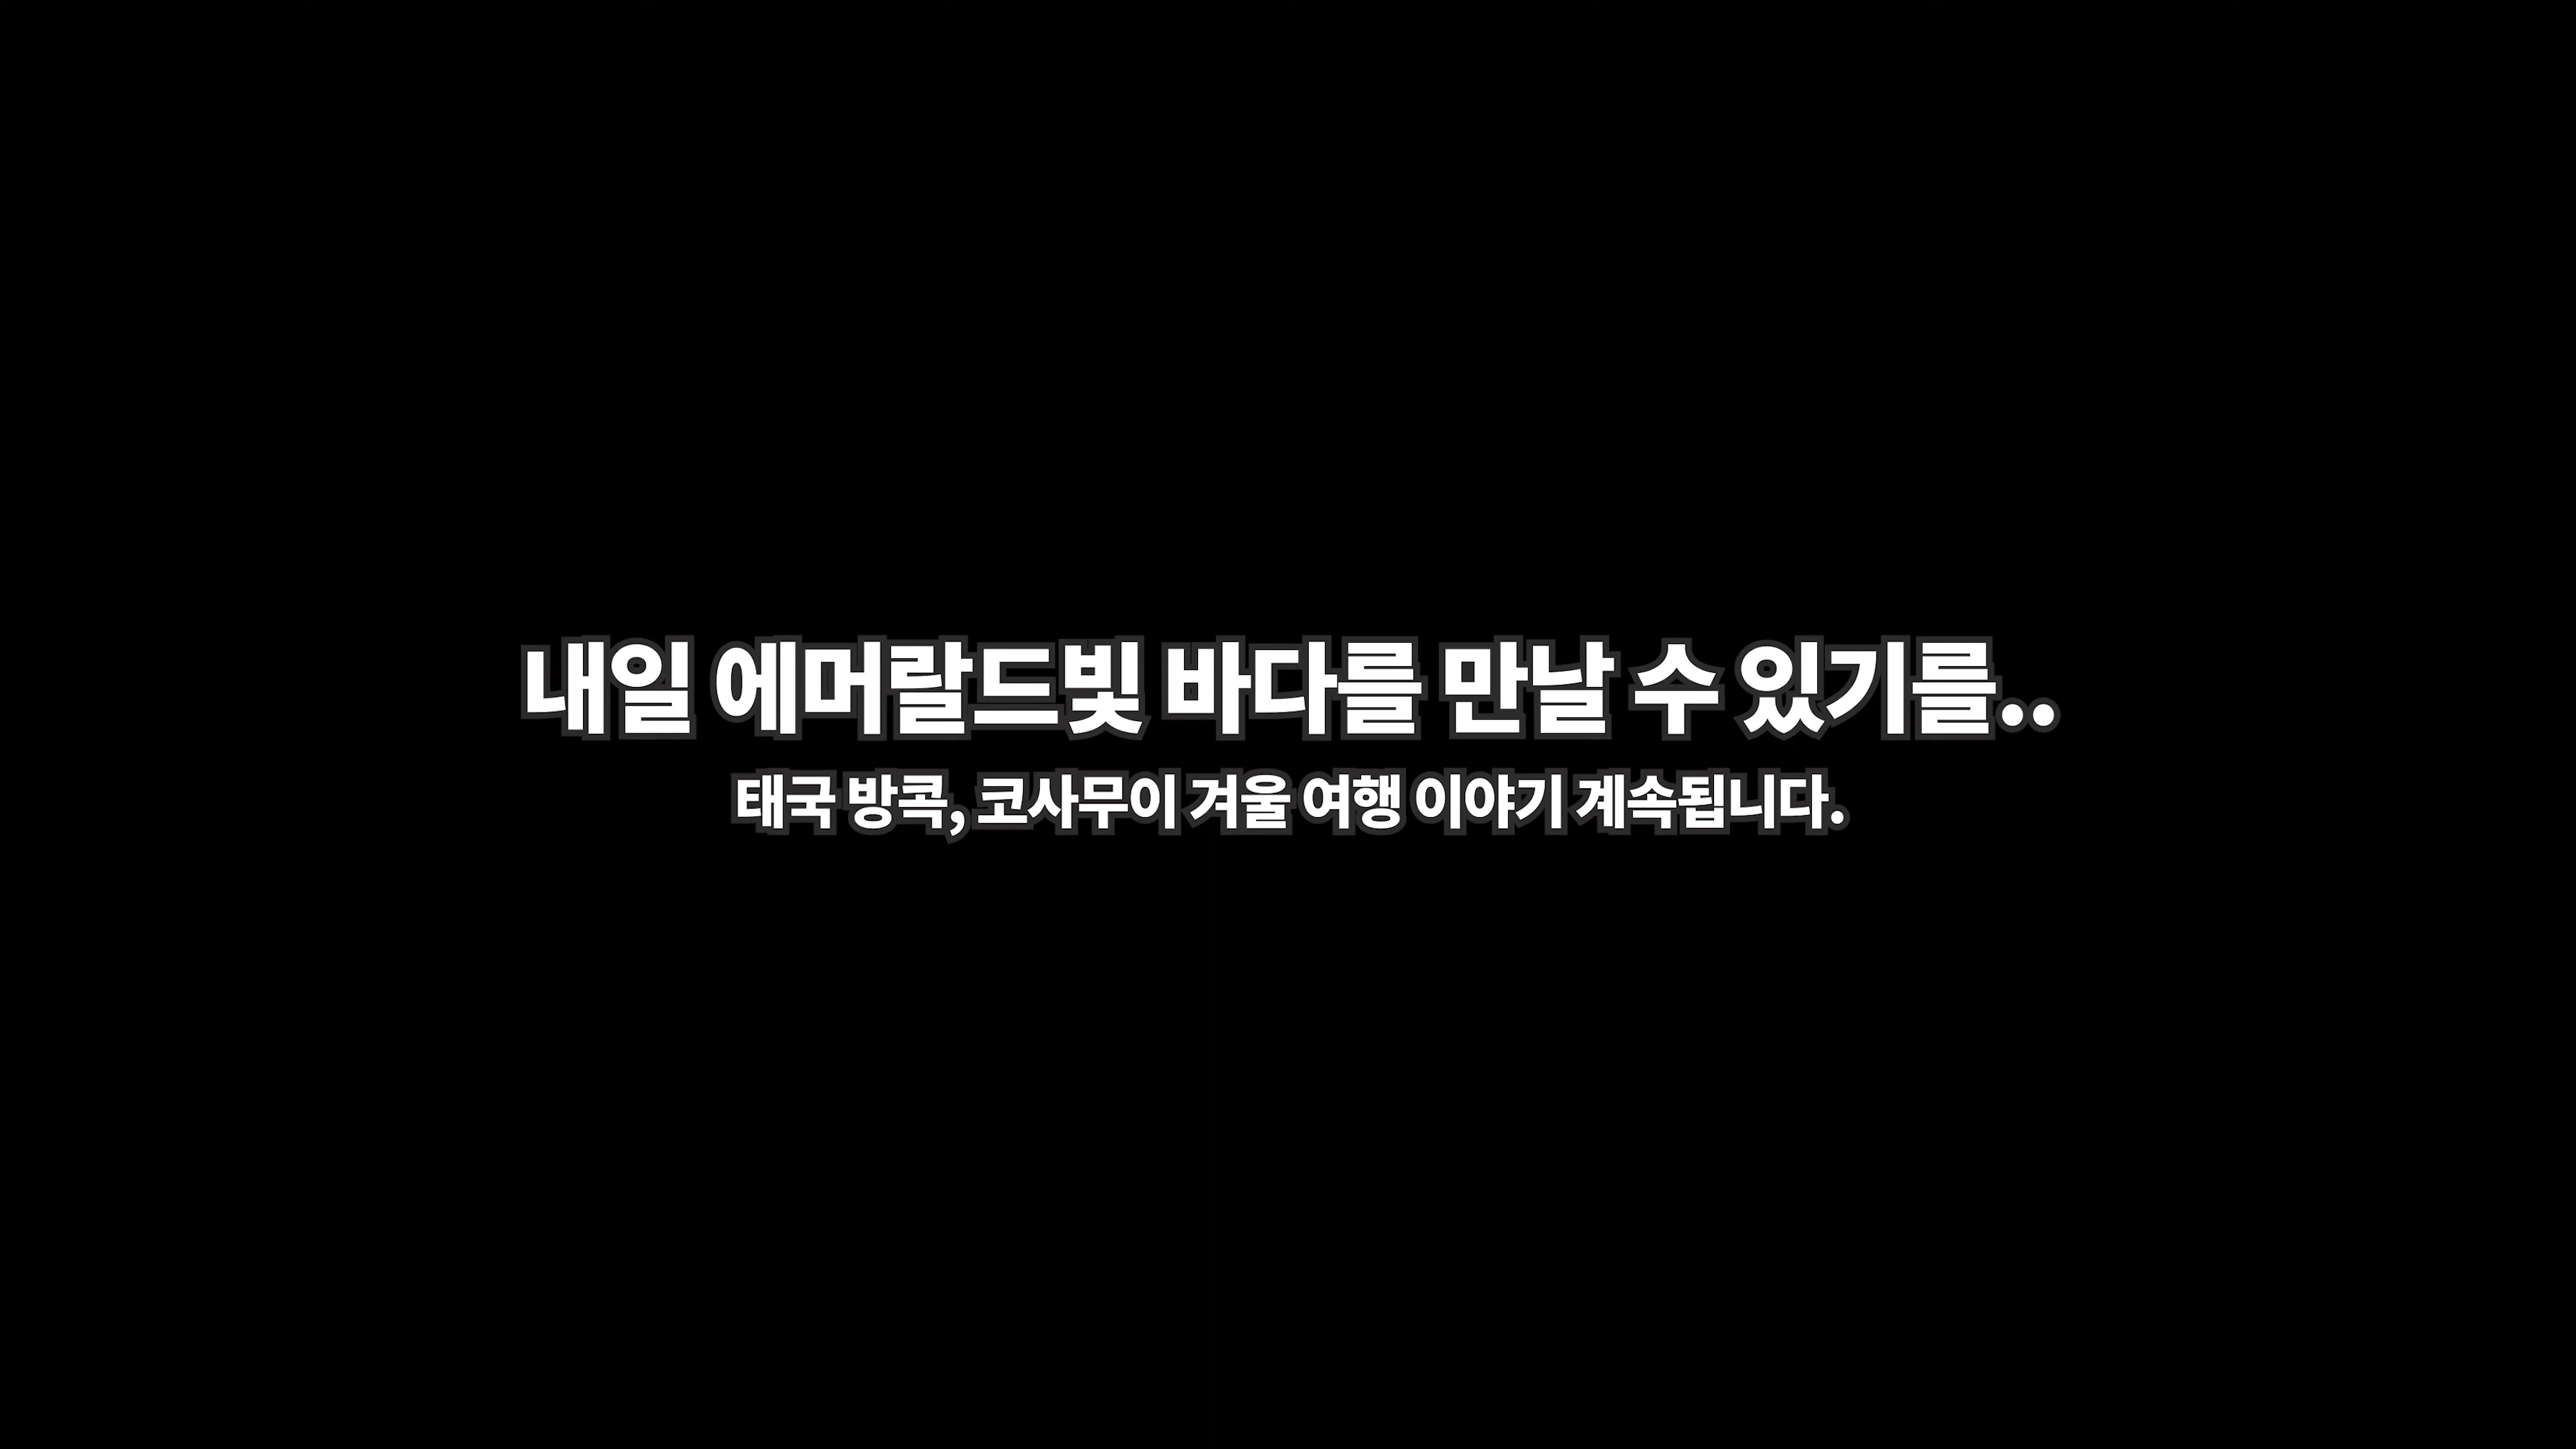 내일 에머랄드빛 바다를 만날 수 있기를..
태국 방콕, 코사무이 겨울 여행 이야기 계속됩니다.